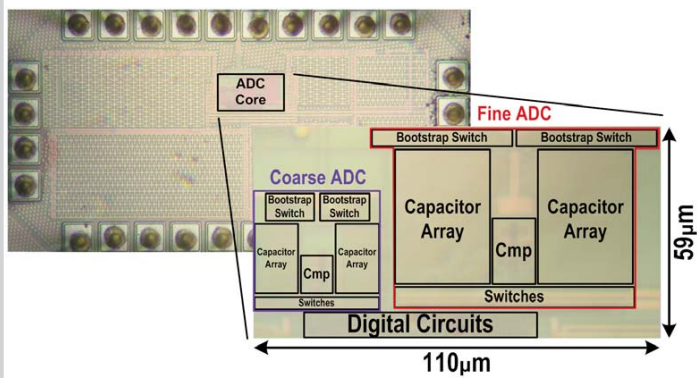 ADC
Core
Fine ADC
Bootstrap Switch
Bootstrap Switch
Coarse ADC
Bootstrap
Switch
Bootstrap
Switch
Capacitor
Array
Capacitor
Array
Cmp
Capacitor
Array
Cmp
Capacitor
Array
Switches
Switches
Digital Circuits
59μm
110μm